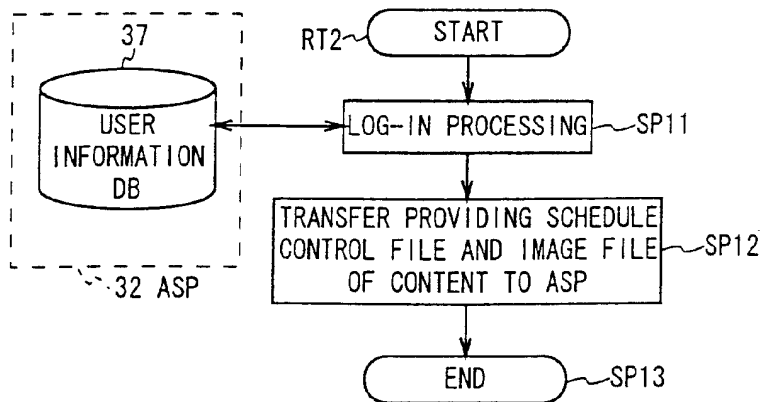 37
RT2
START
USER
INFORMATION
DB
LOG-IN PROCESSING
SP11
TRANSFER PROVIDING SCHEDULE
CONTROL FILE AND IMAGE FILE
OF CONTENT TO ASP
SP12
32 ASP
END
SP13